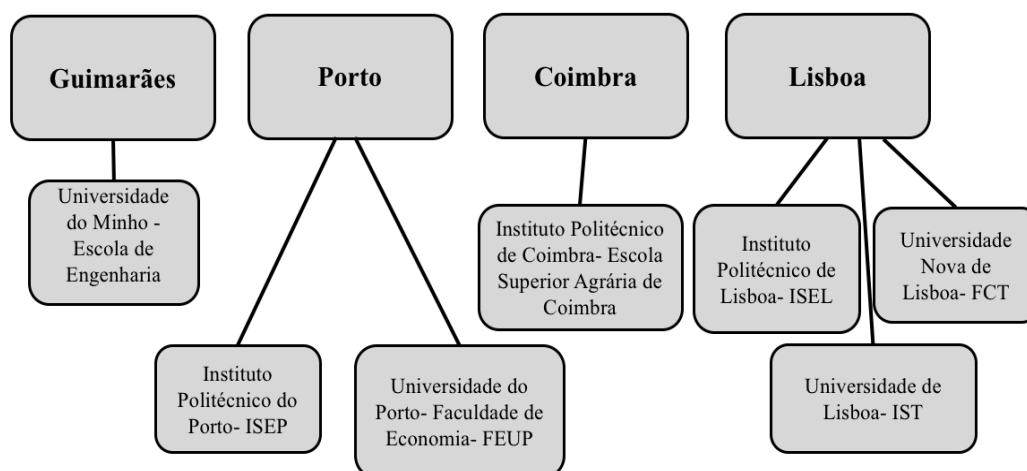 Guimarães
Porto
Coimbra
Lisboa
Universidade
do Minho -
Escola de
Engenharia
Instituto
Politécnico do
Porto- ISEP
Universidade do
Porto- Faculdade de
Economia- FEUP
Instituto Politécnico
de Coimbra- Escola
Superior Agrária de
Coimbra
Instituto
Politécnico de
Lisboa- ISEL
Universidade de
Lisboa- IST
Universidade
Nova de
Lisboa- FCT